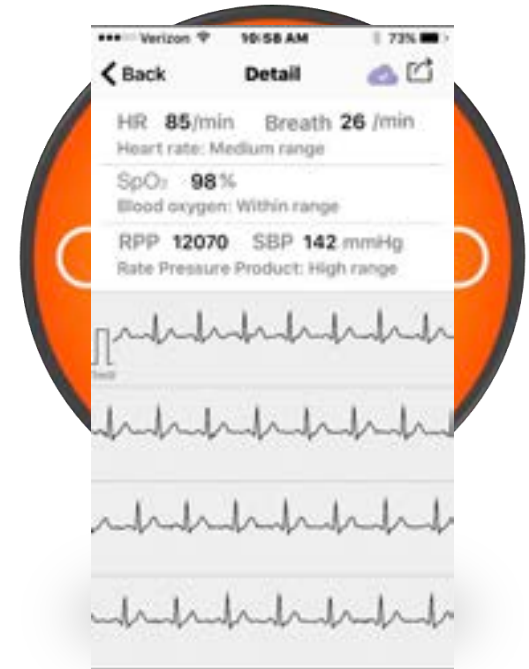 Verizon 10:58 AM 73%
Back Detail
HR 85/min Breath 26 /min
Heart rate: Medium range
SpO₂ 98%
Blood oxygen: Within range
RPP 12070 SBP 142 mmHg
Rate Pressure Product: High range